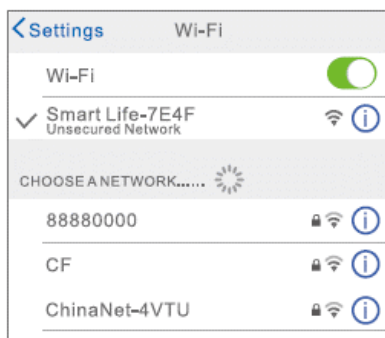 Settings Wi-Fi
Wi-Fi
Smart Life-7E4F
Unsecured Network
CHOOSE A NETWORK......
88880000
CF
ChinaNet-4VTU